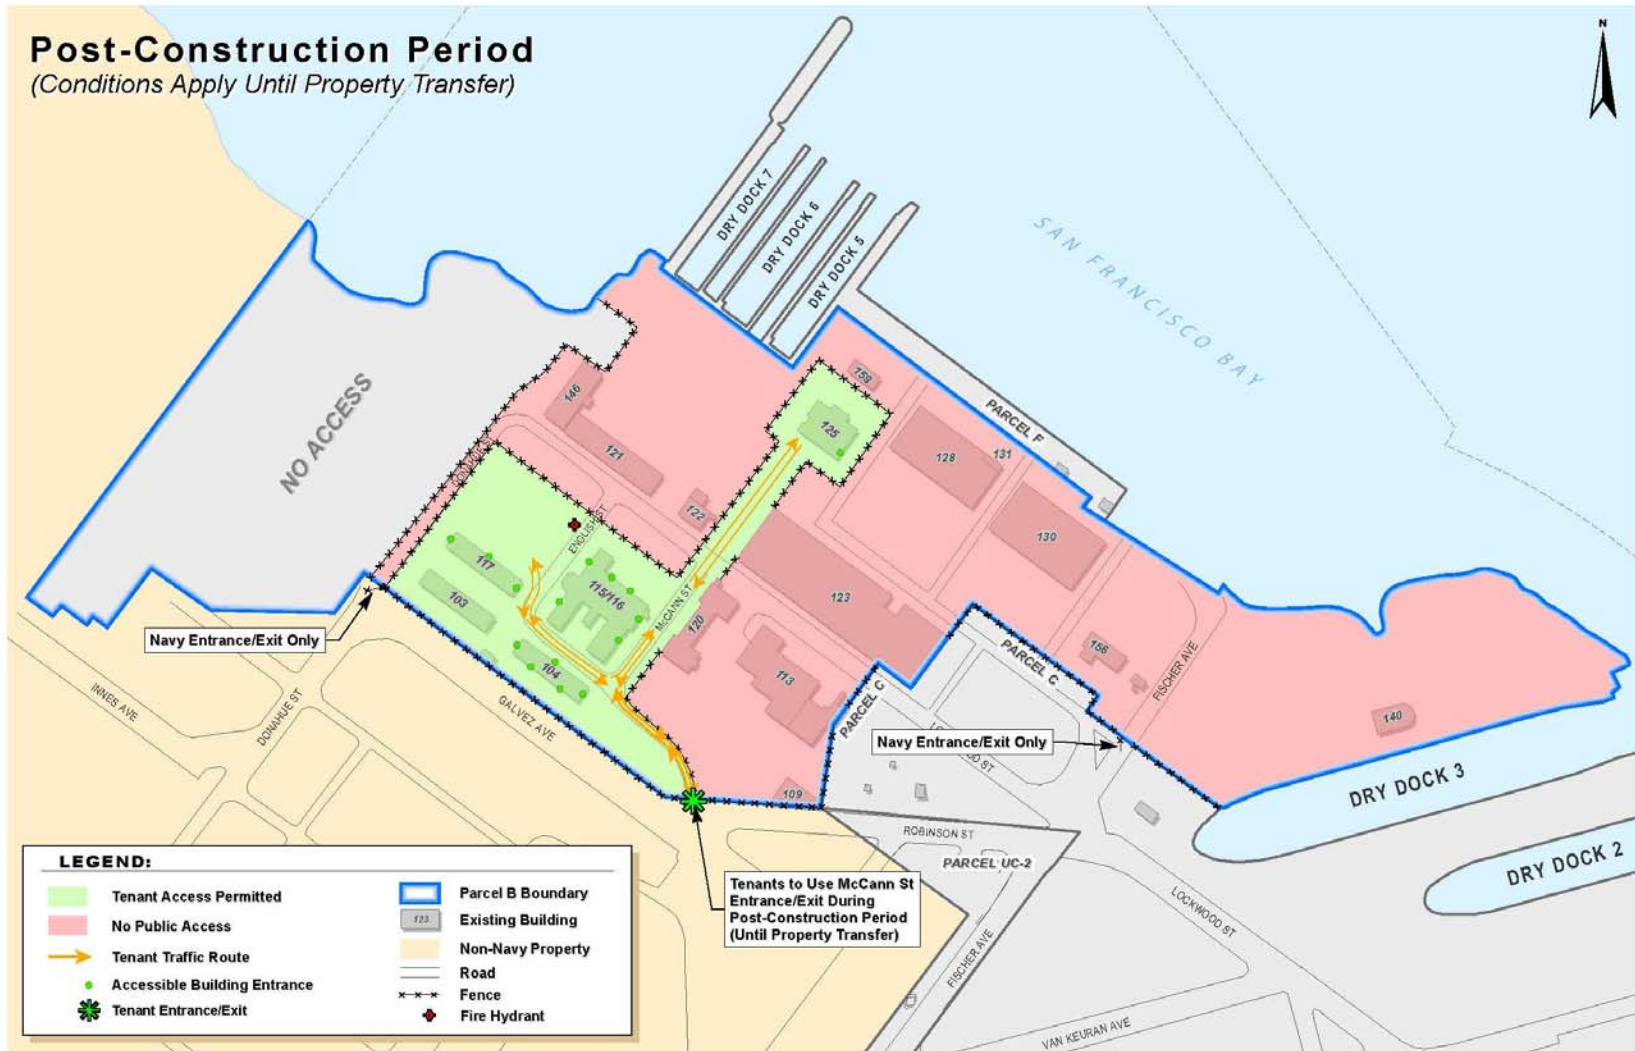 Post-Construction Period
(Conditions Apply Until Property Transfer)
N
DRY DOCK 7
DRY DOCK 6
DRY DOCK 5
SAN FRANCISCO BAY
NO ACCESS
PARCEL F
146
121
122
158
125
128
131
130
123
117
103
115/116
104
120
113
109
156
140
ENGLISH ST
McCANN ST
PARCEL C
PARCEL C
FISCHER AVE
Navy Entrance/Exit Only
Navy Entrance/Exit Only
INNES AVE
DONAHUE ST
GALVEZ AVE
DRY DOCK 3
DRY DOCK 2
ROBINSON ST
PARCEL UC-2
LOCKWOOD ST
FISCHER AVE
VAN KEURAN AVE
Tenants to Use McCann St
Entrance/Exit During
Post-Construction Period
(Until Property Transfer)
LEGEND:
Tenant Access Permitted
No Public Access
Tenant Traffic Route
Accessible Building Entrance
Tenant Entrance/Exit
Parcel B Boundary
123
Existing Building
Non-Navy Property
Road
Fence
Fire Hydrant